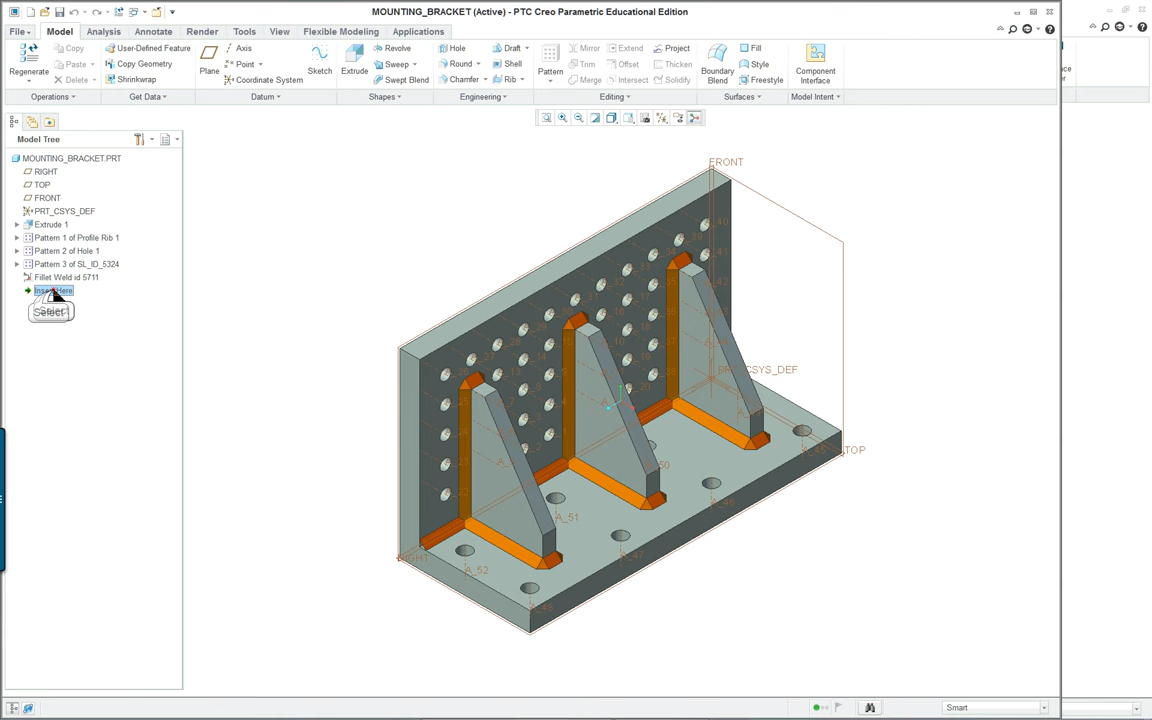 MOUNTING_BRACKET (Active) - PTC Creo Parametric Educational Edition
File Model Analysis Annotate Render Tools View Flexible Modeling Applications
Regenerate
Copy
Paste
Delete
Operations
User-Defined Feature
Copy Geometry
Shrinkwrap
Get Data
Plane
Axis
Point
Coordinate System
Sketch
Datum
Extrude
Revolve
Sweep
Swept Blend
Shapes
Hole
Round
Chamfer
Draft
Shell
Rib
Engineering
Pattern
Mirror
Trim
Merge
Extend
Offset
Intersect
Project
Thicken
Solidify
Editing
Boundary
Blend
Fill
Style
Freestyle
Surfaces
Component
Interface
Model Intent
ce
Model Tree
MOUNTING_BRACKET.PRT
RIGHT
TOP
FRONT
PRT_CSYS_DEF
Extrude 1
Pattern 1 of Profile Rib 1
Pattern 2 of Hole 1
Pattern 3 of SL_ID_5324
Fillet Weld id 5711
Select
FRONT
TOP
A_51
A_52
A_47
A_48
Smart